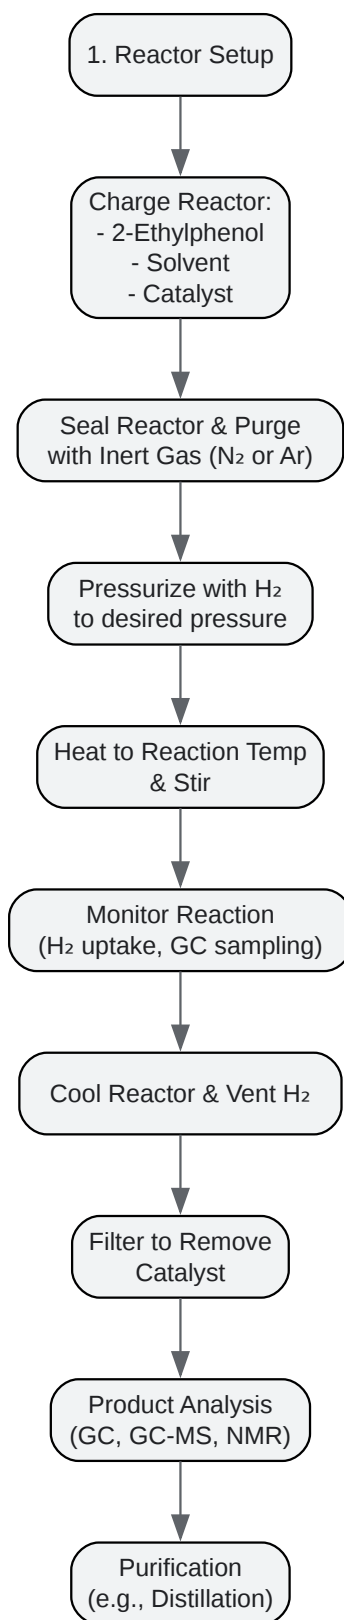 1. Reactor Setup
Charge Reactor:
- 2-Ethylphenol
- Solvent
- Catalyst
Seal Reactor & Purge
with Inert Gas (N₂ or Ar)
Pressurize with H₂
to desired pressure
Heat to Reaction Temp
& Stir
Monitor Reaction
(H₂ uptake, GC sampling)
Cool Reactor & Vent H₂
Filter to Remove
Catalyst
Product Analysis
(GC, GC-MS, NMR)
Purification
(e.g., Distillation)